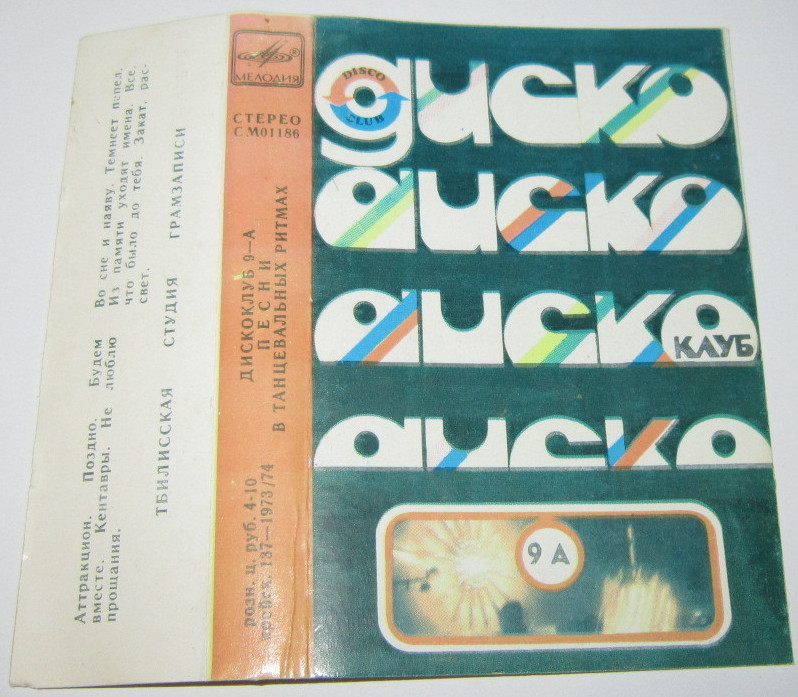 Аттракцион. Поздно. Будем
вместе. Кентавры. Не люблю
прощания.
Во сне и наяву. Темнеет пепел.
Из памяти уходят имена. Все,
что было до тебя. Закат, рас-
свет.
ТБИЛИССКАЯ СТУДИЯ ГРАМЗАПИСИ
МЕЛОДИЯ
СТЕРЕО
СМ01186
ДИСКОКЛУБ 9—А
ПЕСНИ
В ТАНЦЕВАЛЬНЫХ РИТМАХ
розн. ц. руб. 4-10
прейск. 137—1973/74
диско
DISCO
CLUB
диско
диско
КЛУБ
диско
9 А